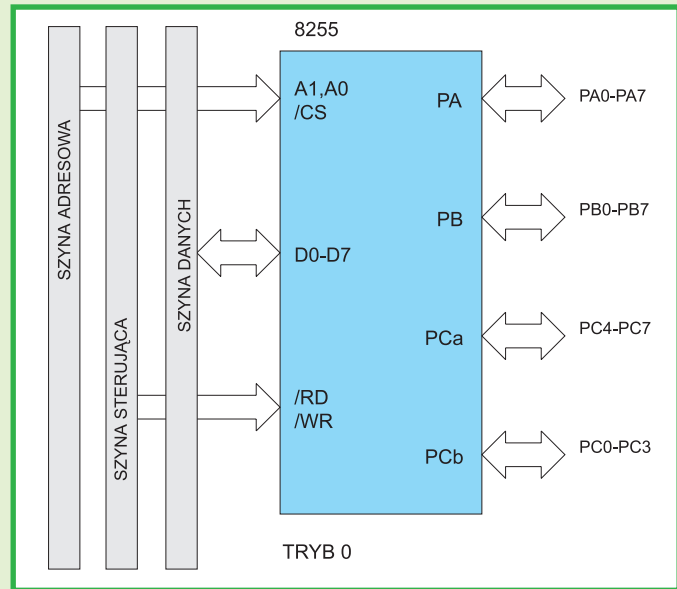 8255
SZYNA ADRESOWA
SZYNA STERUJĄCA
SZYNA DANYCH
A1,A0
/CS
D0-D7
/RD
/WR
PA
PB
PCa
PCb
PA0-PA7
PB0-PB7
PC4-PC7
PC0-PC3
TRYB 0